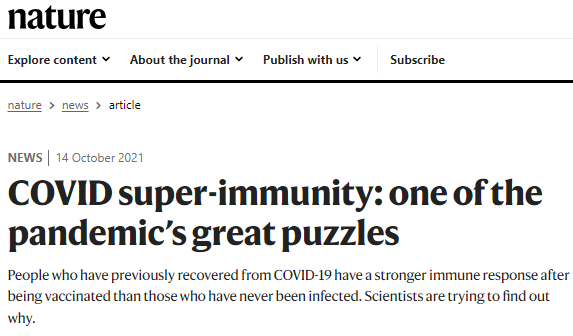 nature
Explore content About the journal Publish with us Subscribe
nature > news > article
NEWS | 14 October 2021
COVID super-immunity: one of the
pandemic's great puzzles
People who have previously recovered from COVID-19 have a stronger immune response after
being vaccinated than those who have never been infected. Scientists are trying to find out
why.